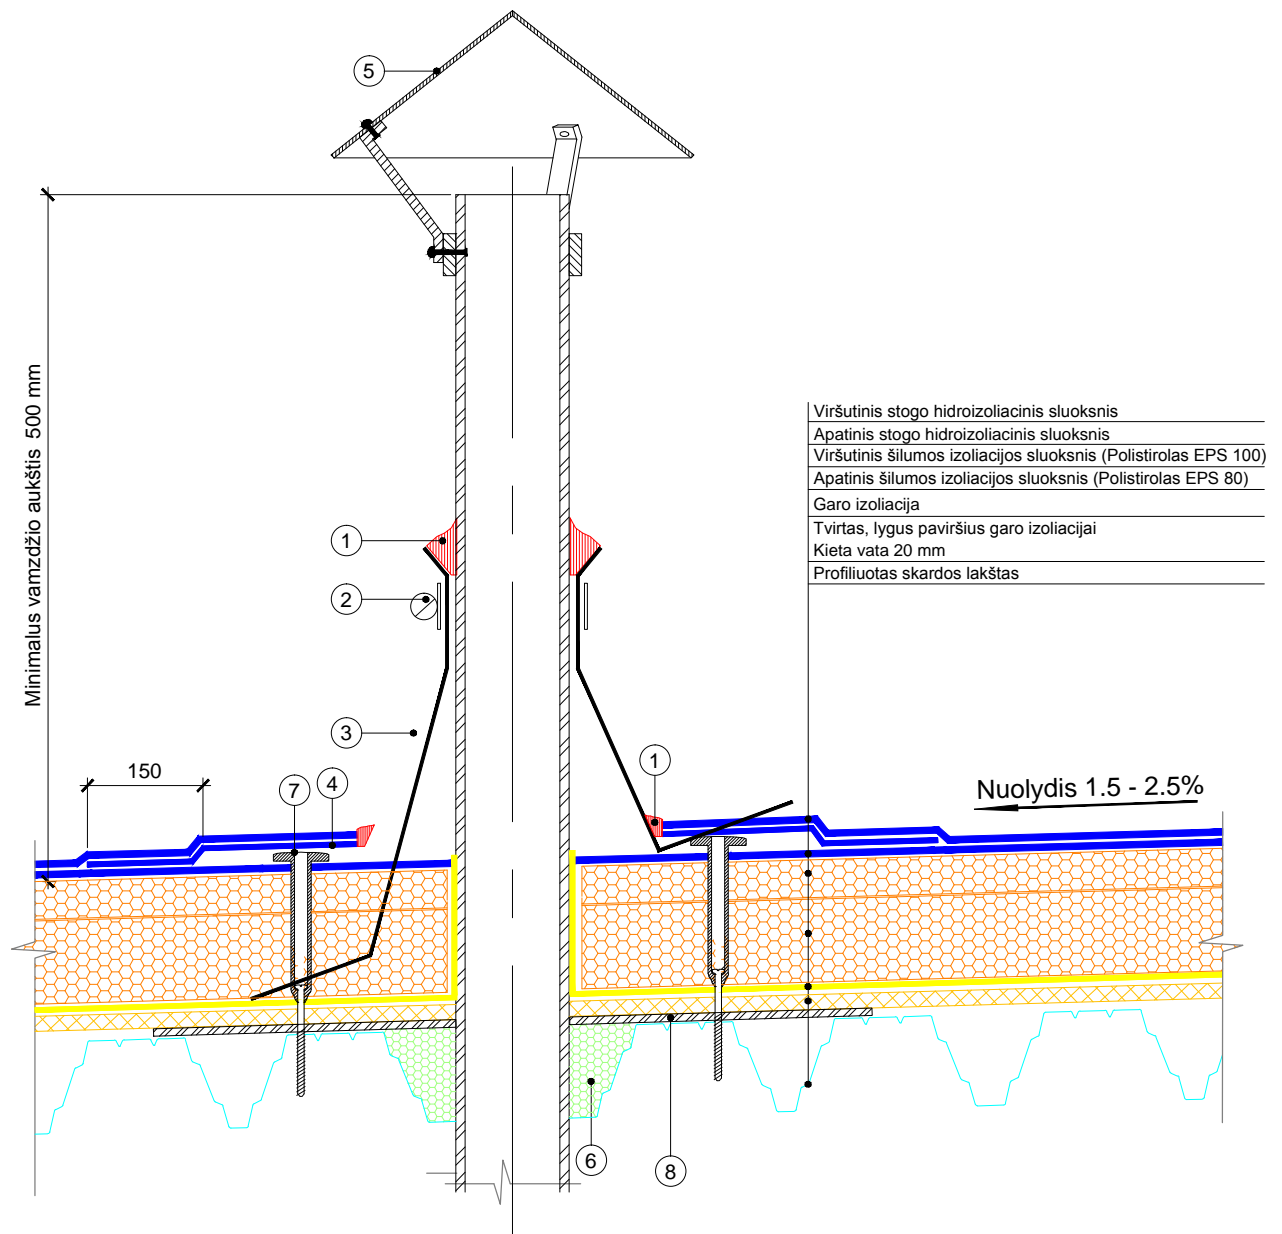 5
Minimalus vamzdžio aukštis 500 mm
Viršutinis stogo hidroizoliacinis sluoksnis
Apatinis stogo hidroizoliacinis sluoksnis
Viršutinis šilumos izoliacijos sluoksnis (Polistirolas EPS 100)
Apatinis šilumos izoliacijos sluoksnis (Polistirolas EPS 80)
Garo izoliacija
Tvirtas, lygus paviršius garo izoliacijai
Kieta vata 20 mm
Profiliuotas skardos lakštas
1
2
3
150
7
4
1
Nuolydis 1.5 - 2.5%
6
8